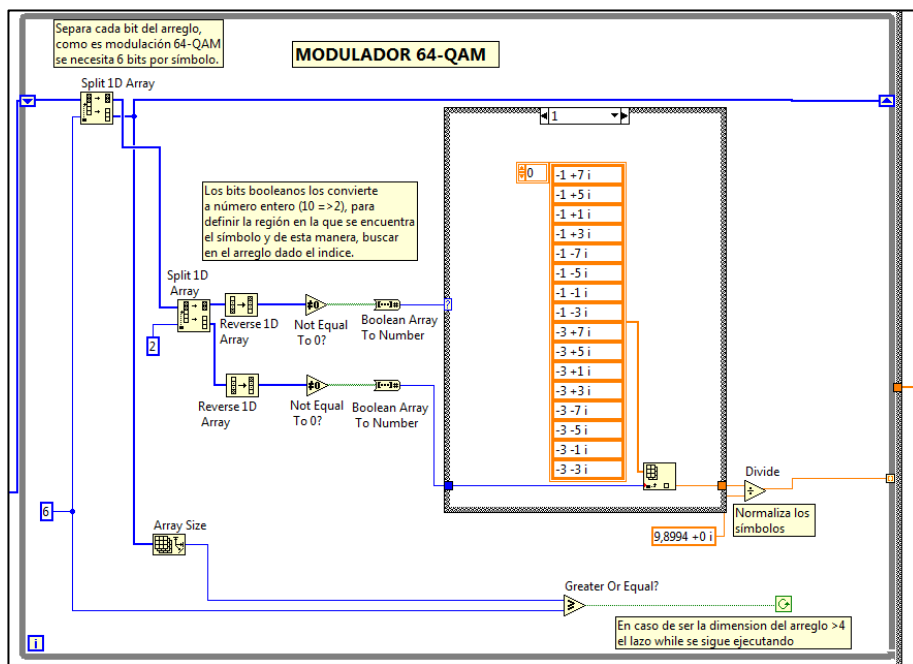 Separa cada bit del arreglo,
como es modulación 64-QAM
se necesita 6 bits por símbolo.
MODULADOR 64-QAM
Split 1D Array
1
0
-1 +7 i
-1 +5 i
-1 +1 i
-1 +3 i
-1 -7 i
-1 -5 i
-1 -1 i
-1 -3 i
-3 +7 i
-3 +5 i
-3 +1 i
-3 +3 i
-3 -7 i
-3 -5 i
-3 -1 i
-3 -3 i
Los bits booleanos los convierte
a número entero (10 =>2), para
definir la región en la que se encuentra
el símbolo y de esta manera, buscar
en el arreglo dado el indice.
Split 1D
Array
2
Reverse 1D
Array
≠0
Not Equal
To 0?
Boolean Array
To Number
?
Reverse 1D
Array
≠0
Not Equal
To 0?
Boolean Array
To Number
6
Array Size
Divide
÷
Normaliza los
símbolos
9,8994 +0 i
Greater Or Equal?
≥
En caso de ser la dimension del arreglo >4
el lazo while se sigue ejecutando
i